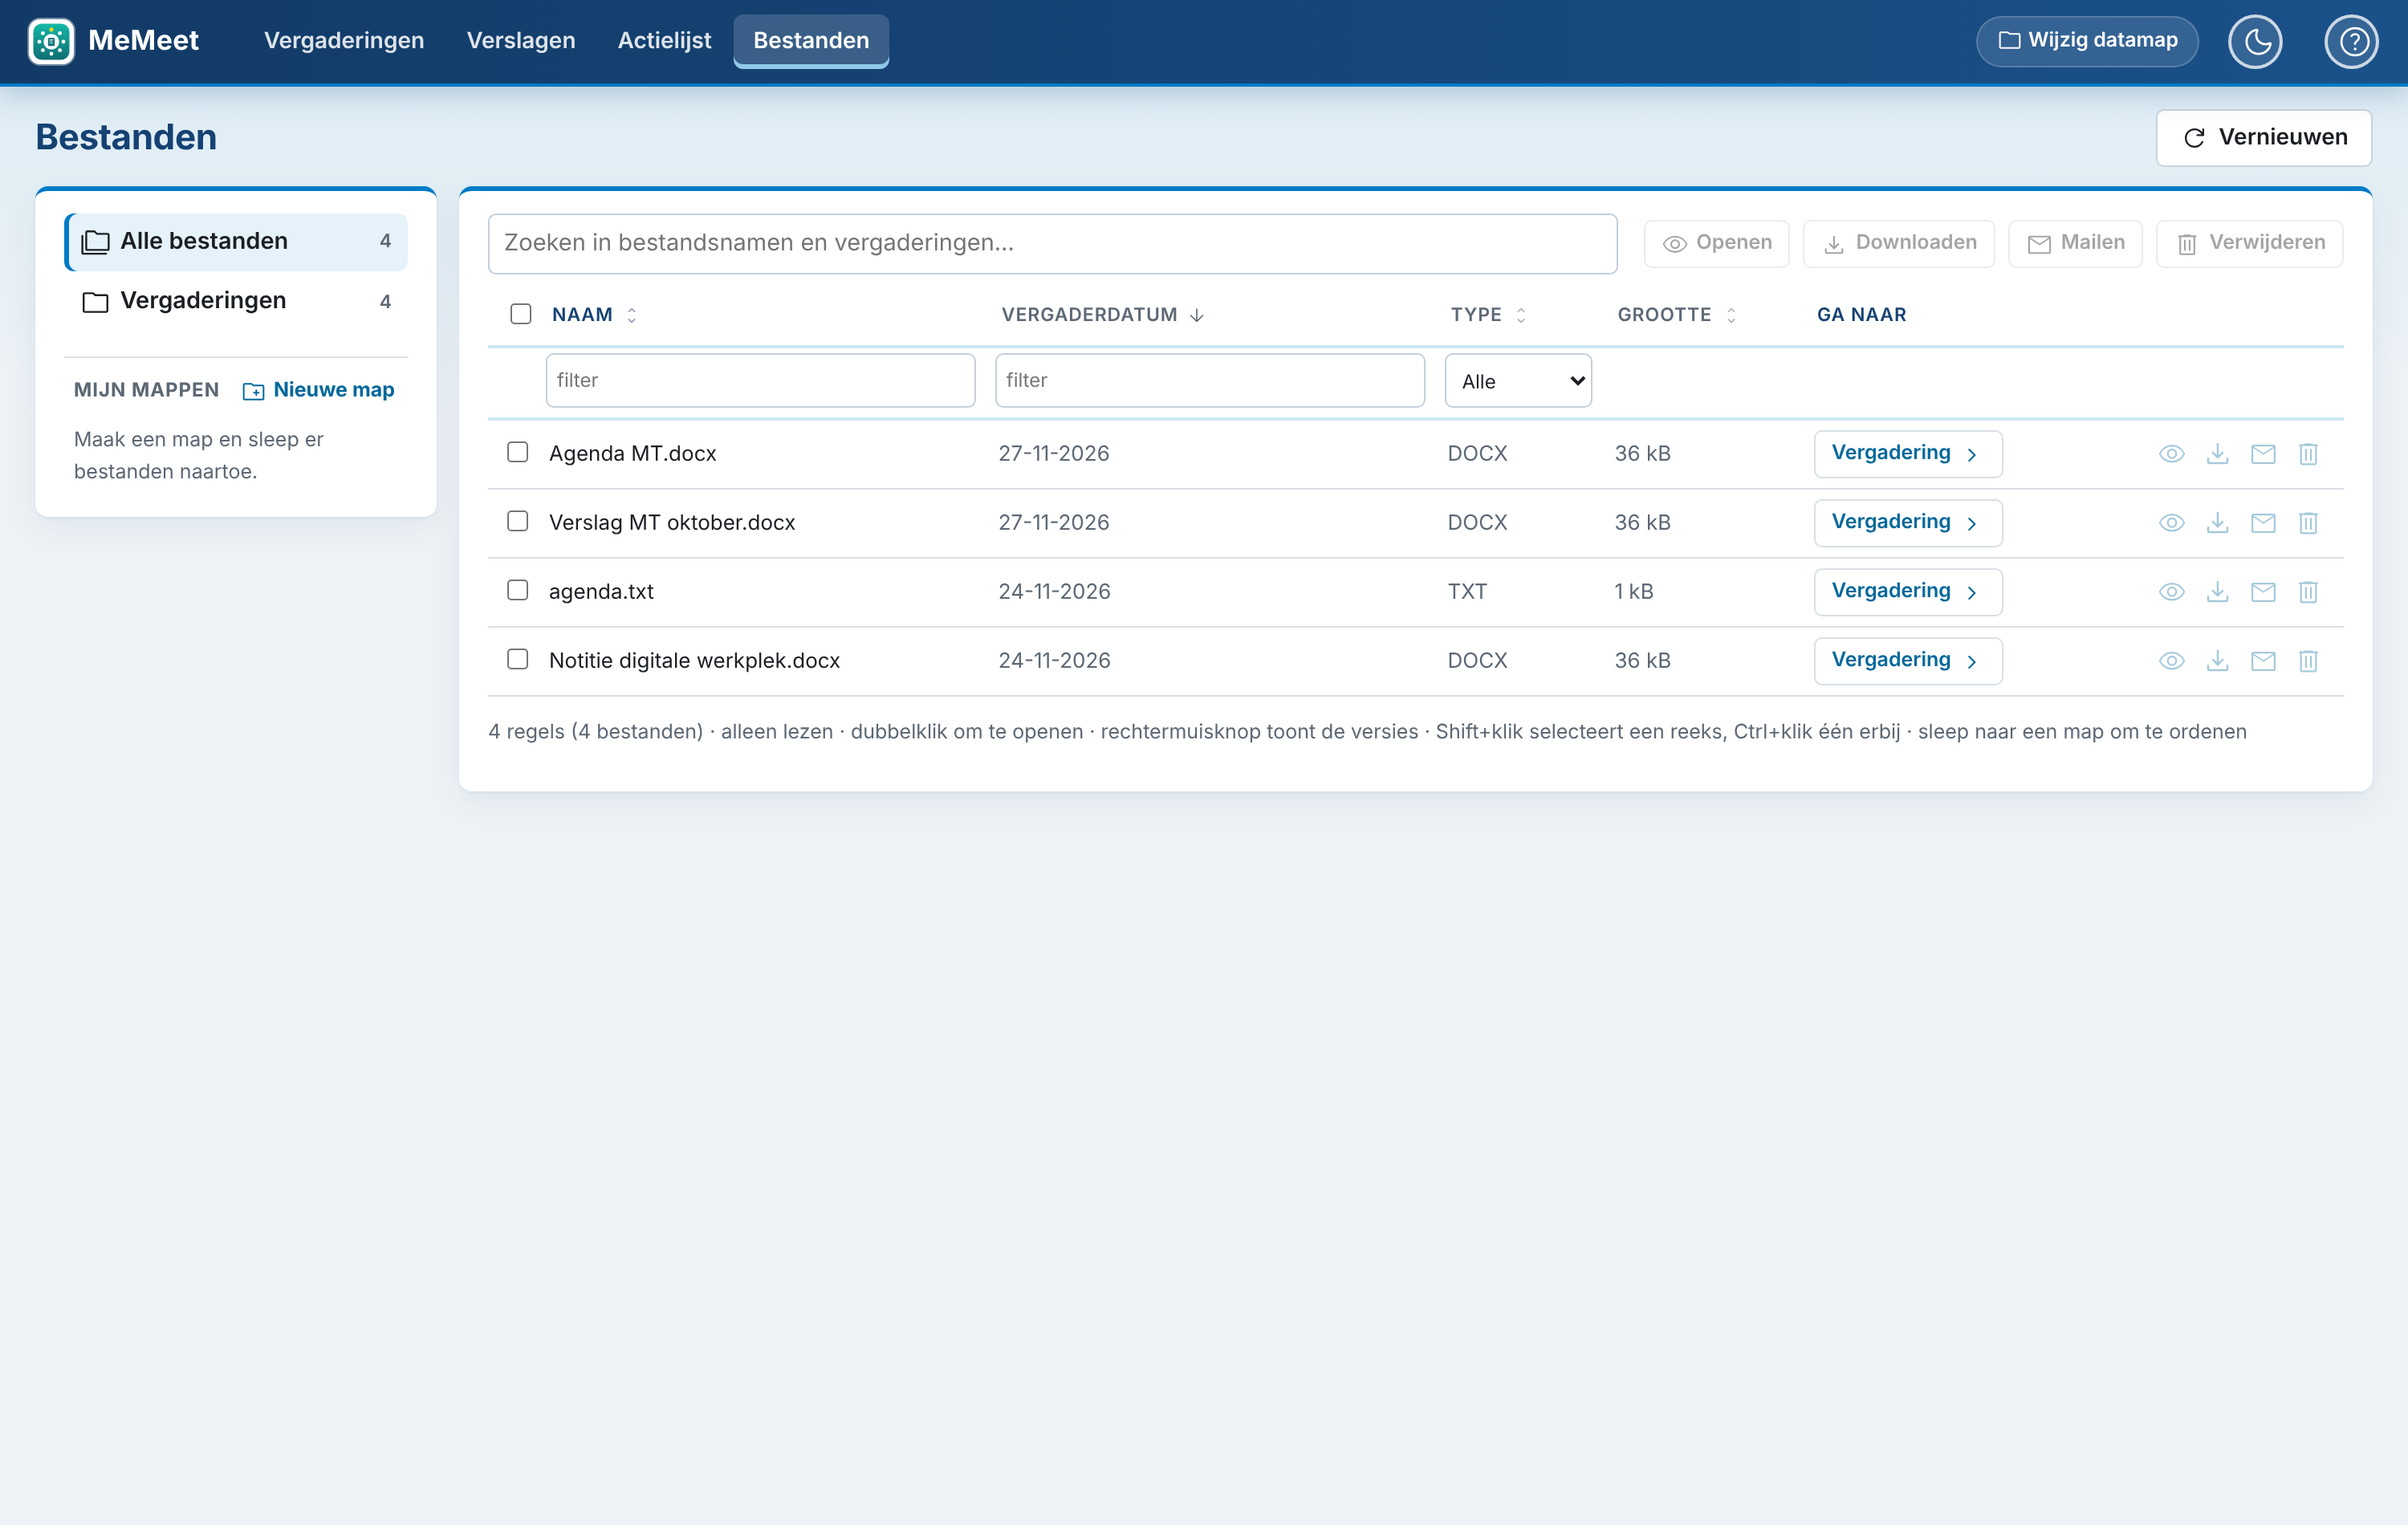 MeMeet Vergaderingen Verslagen Actielijst Bestanden Wijzig datamap
Bestanden Vernieuwen
Alle bestanden 4
Vergaderingen 4
MIJN MAPPEN Nieuwe map
Maak een map en sleep er
bestanden naartoe.
Zoeken in bestandsnamen en vergaderingen... Openen Downloaden Mailen Verwijderen
NAAM VERGADERDATUM TYPE GROOTTE GA NAAR
filter filter Alle
Agenda MT.docx 27-11-2026 DOCX 36 kB Vergadering
Verslag MT oktober.docx 27-11-2026 DOCX 36 kB Vergadering
agenda.txt 24-11-2026 TXT 1 kB Vergadering
Notitie digitale werkplek.docx 24-11-2026 DOCX 36 kB Vergadering
4 regels (4 bestanden) · alleen lezen · dubbelklik om te openen · rechtermuisknop toont de versies · Shift+klik selecteert een reeks, Ctrl+klik één erbij · sleep naar een map om te ordenen